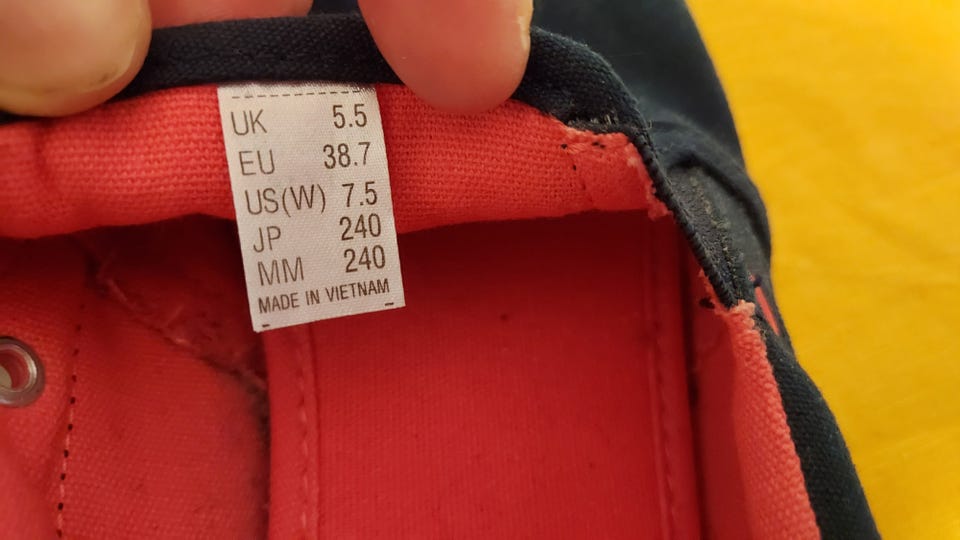 UK 5.5
EU 38.7
US(W) 7.5
JP 240
MM 240
MADE IN VIETNAM